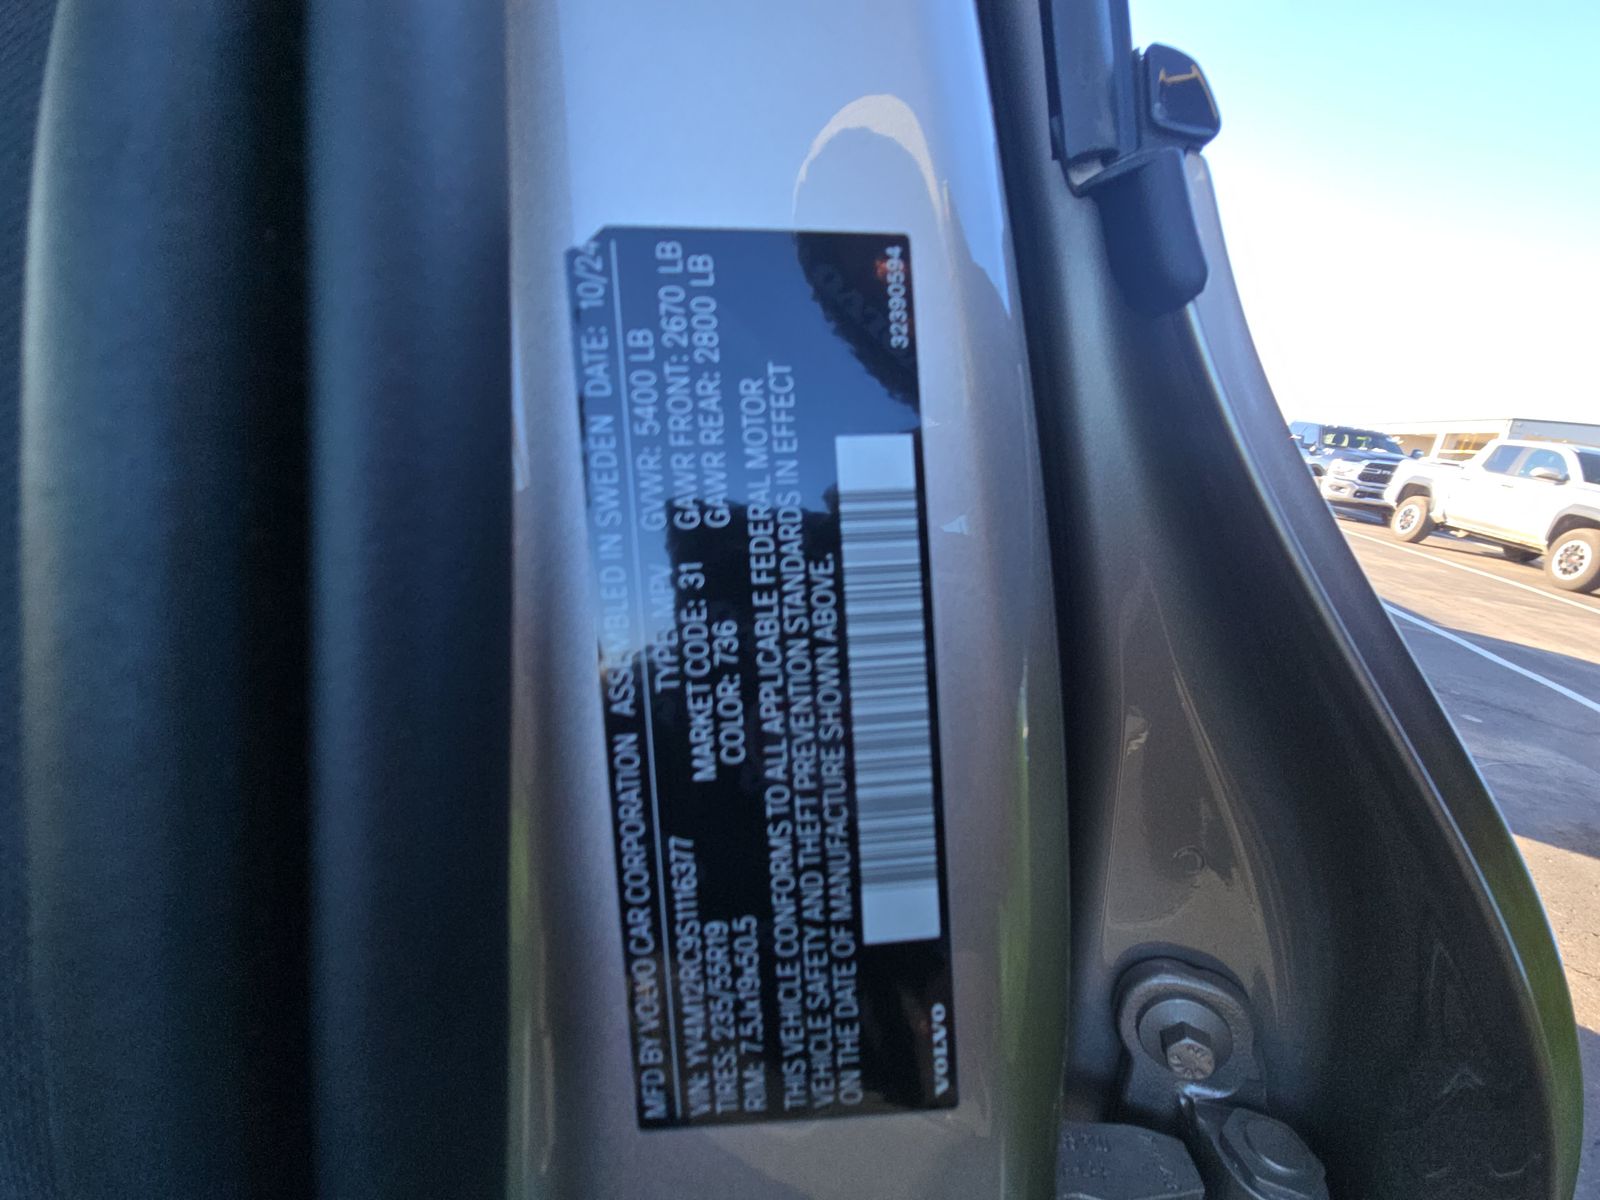 MFD BY VOLVO CAR CORPORATION ASSEMBLED IN SWEDEN DATE: 10/24
VIN: YV4M12RC9S1116377 TYPE: MPV GVWR: 5400 LB
TIRES: 235/55R19 MARKET CODE: 31 GAWR FRONT: 2670 LB
RIM: 7.5Jx19x50.5 COLOR: 736 GAWR REAR: 2800 LB
THIS VEHICLE CONFORMS TO ALL APPLICABLE FEDERAL MOTOR
VEHICLE SAFETY AND THEFT PREVENTION STANDARDS IN EFFECT
ON THE DATE OF MANUFACTURE SHOWN ABOVE.
VOLVO 32390594